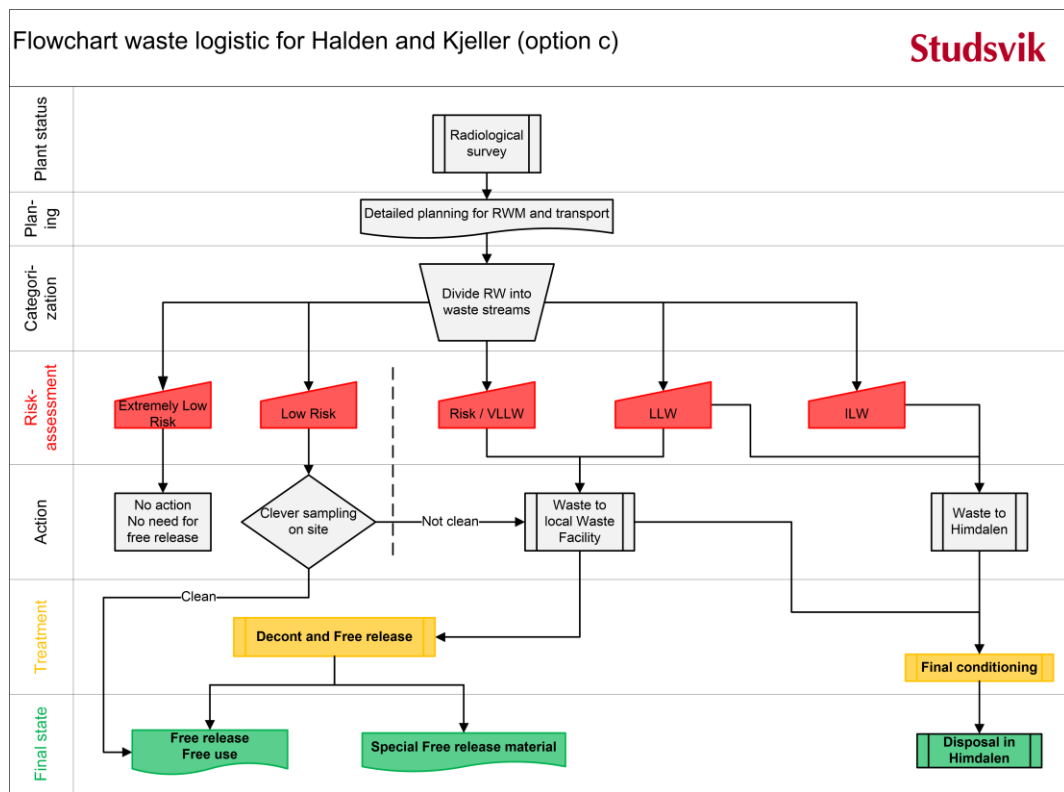 Flowchart waste logistic for Halden and Kjeller (option c)
Studsvik
Plant status
Radiological
survey
Plan-
ing
Detailed planning for RWM and transport
Categori-
zation
Divide RW into
waste streams
Risk-
assessment
Extremely Low
Risk
Low Risk
Risk / VLLW
LLW
ILW
Action
No action
No need for
free release
Clever sampling
on site
Not clean
Waste to
local Waste
Facility
Waste to
Himdalen
Treatment
Clean
Decont and Free release
Final conditioning
Final state
Free release
Free use
Special Free release material
Disposal in
Himdalen